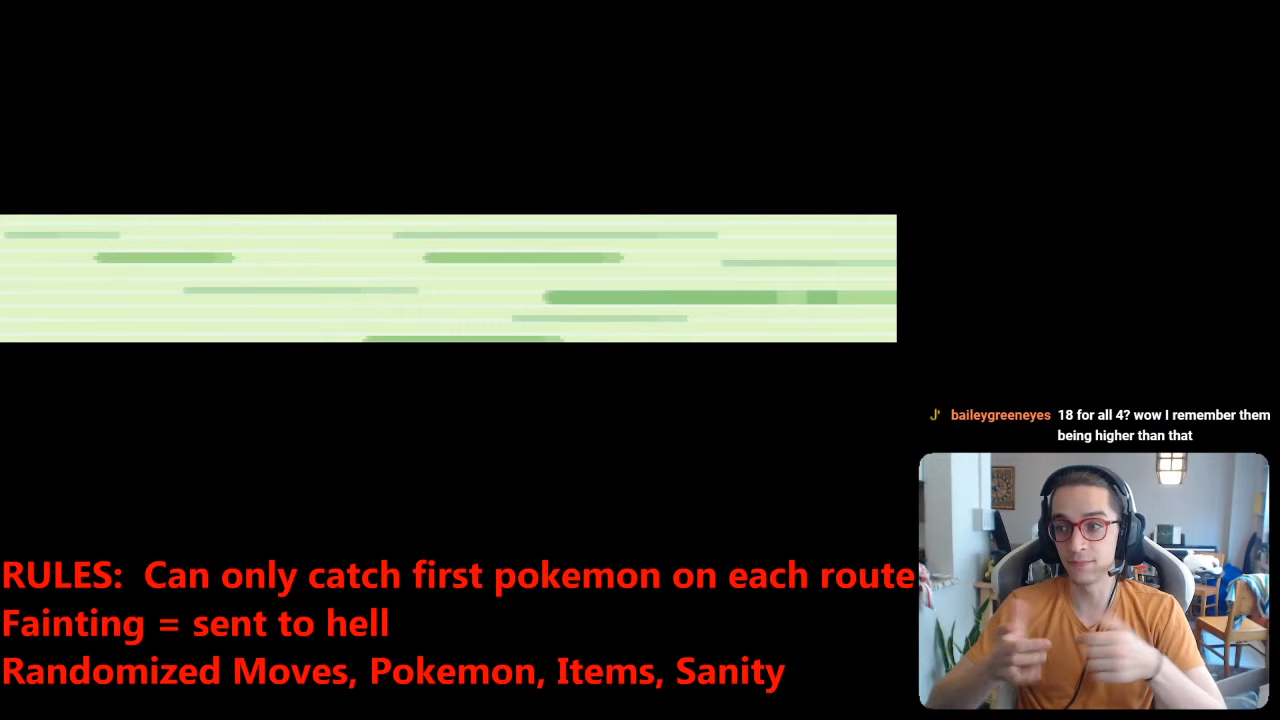 baileygreeneyes 18 for all 4? wow I remember them
being higher than that
RULES:  Can only catch first pokemon on each route
Fainting = sent to hell
Randomized Moves, Pokemon, Items, Sanity